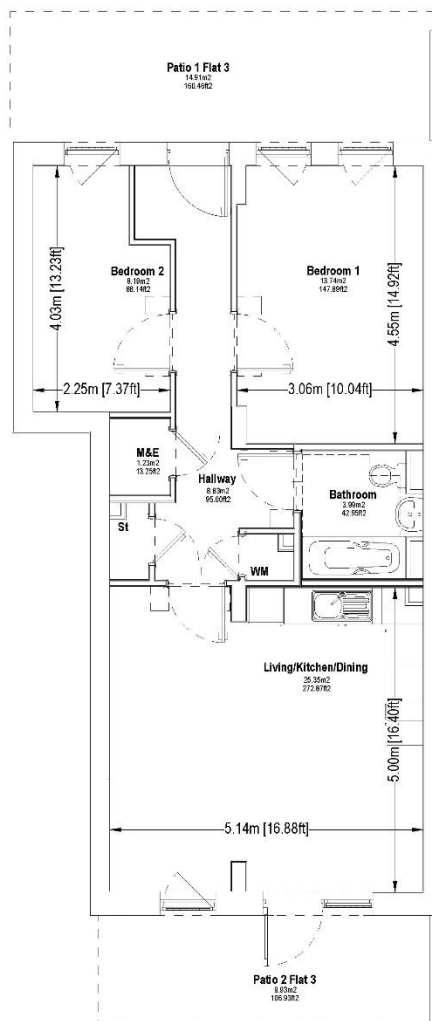 Patio 1 Flat 3
14.91m2
160.46ft2
Bedroom 2
8.19m2
88.14ft2
Bedroom 1
13.74m2
147.89ft2
4.03m [13.23ft]
4.55m [14.92ft]
2.25m [7.37ft]
3.06m [10.04ft]
M&E
1.23m2
13.25ft2
Hallway
8.83m2
95.00ft2
Bathroom
3.99m2
42.95ft2
St
WM
Living/Kitchen/Dining
25.35m2
272.87ft2
5.00m [16.40ft]
5.14m [16.88ft]
Patio 2 Flat 3
9.93m2
106.93ft2